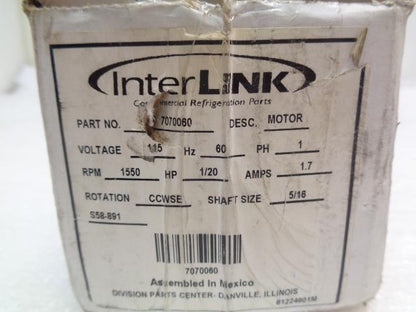 InterLINK
Commercial Refrigeration Parts
PART NO. 7070060 DESC. MOTOR
VOLTAGE 115 Hz 60 PH 1
RPM 1550 HP 1/20 AMPS 1.7
ROTATION CCWSE SHAFT SIZE 5/16
S58-891
7070060
Assembled in Mexico
DIVISION PARTS CENTER- DANVILLE, ILLINOIS
81224601M